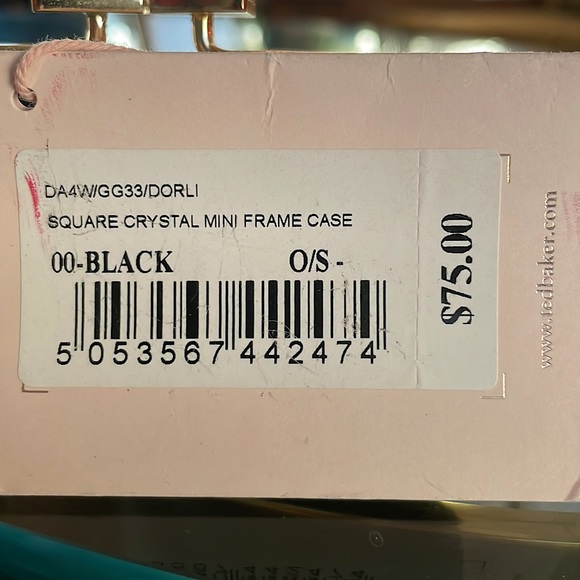 DA4W/GG33/DORLI
SQUARE CRYSTAL MINI FRAME CASE
00-BLACK O/S -
5 053567 442474
$75.00
www.tedbaker.com